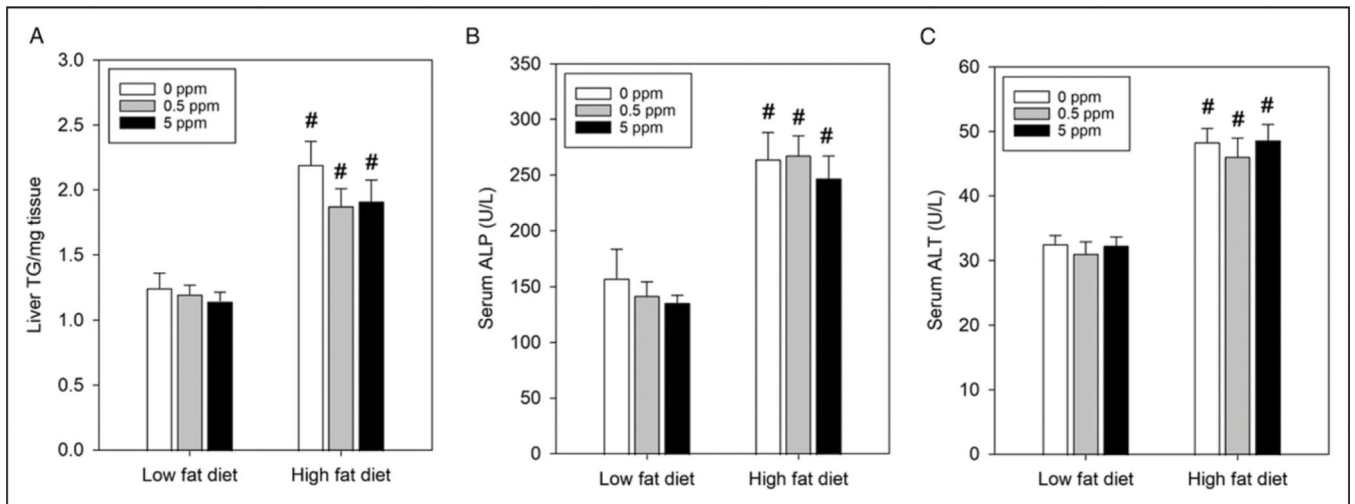 A
Liver TG/mg tissue
3.0
2.5
2.0
1.5
1.0
0.5
0.0
0 ppm
0.5 ppm
5 ppm
#
#
#
Low fat diet
High fat diet
B
Serum ALP (U/L)
350
300
250
200
150
100
50
0
0 ppm
0.5 ppm
5 ppm
#
#
#
Low fat diet
High fat diet
C
Serum ALT (U/L)
60
50
40
30
20
10
0
0 ppm
0.5 ppm
5 ppm
#
#
#
Low fat diet
High fat diet